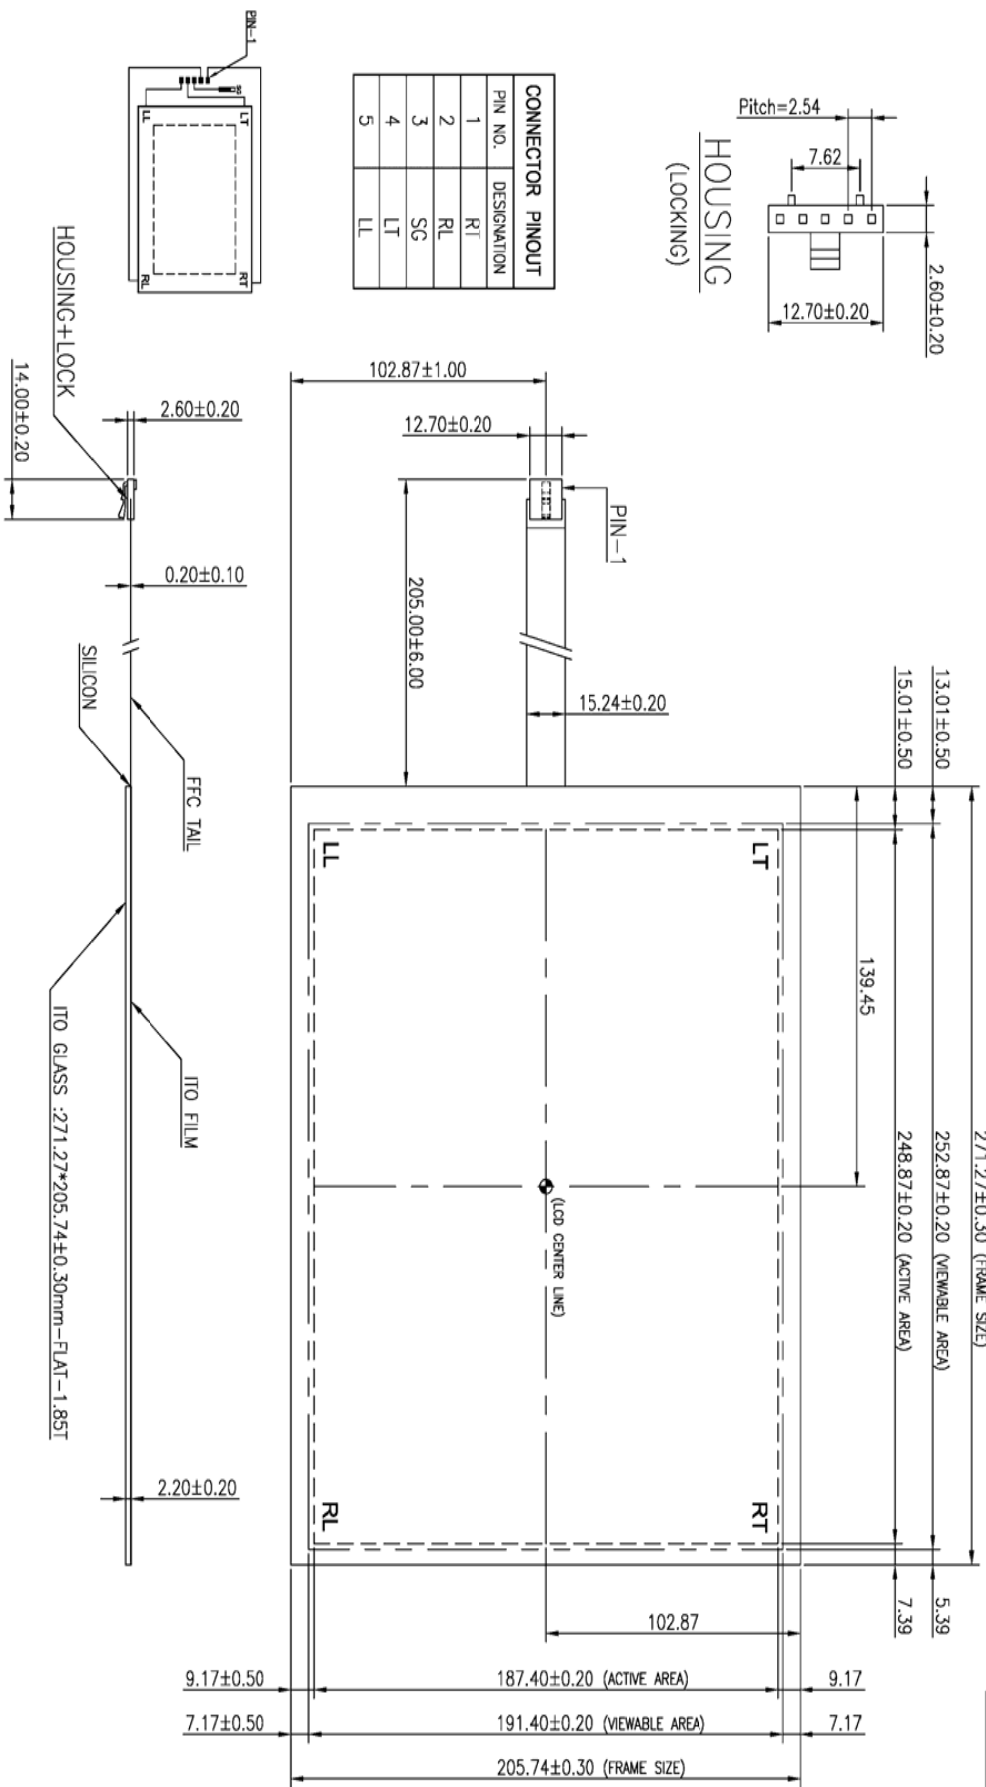 PIN-1
LL
LT
SG
RL
RT
CONNECTOR PINOUT
PIN NO. DESIGNATION
1 RT
2 RL
3 SG
4 LT
5 LL
Pitch=2.54
7.62
2.60±0.20
12.70±0.20
HOUSING
(LOCKING)
HOUSING+LOCK
14.00±0.20
2.60±0.20
0.20±0.10
SILICON
FFC TAIL
ITO FILM
ITO GLASS :271.27*205.74±0.30mm-FLAT-1.85T
2.20±0.20
102.87±1.00
12.70±0.20
PIN-1
205.00±6.00
15.24±0.20
13.01±0.50
15.01±0.50
139.45
271.27±0.30 (FRAME SIZE)
252.87±0.20 (VIEWABLE AREA)
248.87±0.20 (ACTIVE AREA)
LL
LT
(LCD CENTER LINE)
RL
RT
5.39
7.39
102.87
9.17±0.50
187.40±0.20 (ACTIVE AREA)
9.17
7.17±0.50
191.40±0.20 (VIEWABLE AREA)
7.17
205.74±0.30 (FRAME SIZE)